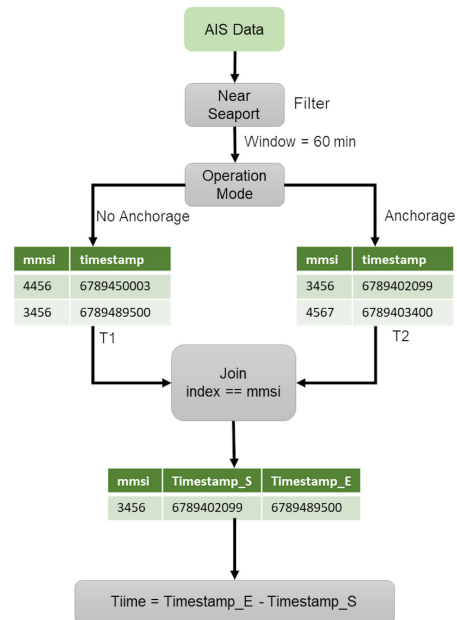 AIS Data
Near
Seaport
Filter
Window = 60 min
Operation
Mode
No Anchorage
Anchorage
mmsi timestamp
4456 6789450003
3456 6789489500
T1
mmsi timestamp
3456 6789402099
4567 6789403400
T2
Join
index == mmsi
mmsi Timestamp_S Timestamp_E
3456 6789402099 6789489500
Tiime = Timestamp_E - Timestamp_S